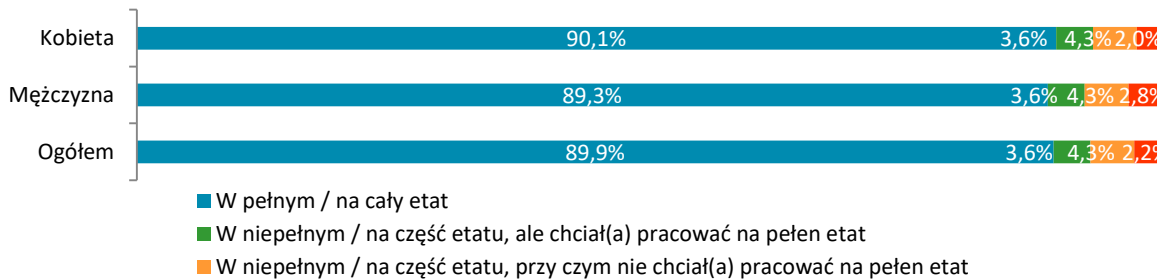 Kobieta 90,1% 3,6% 4,3% 2,0%
Mężczyzna 89,3% 3,6% 4,3% 2,8%
Ogółem 89,9% 3,6% 4,3% 2,2%
W pełnym / na cały etat
W niepełnym / na część etatu, ale chciał(a) pracować na pełen etat
W niepełnym / na część etatu, przy czym nie chciał(a) pracować na pełen etat